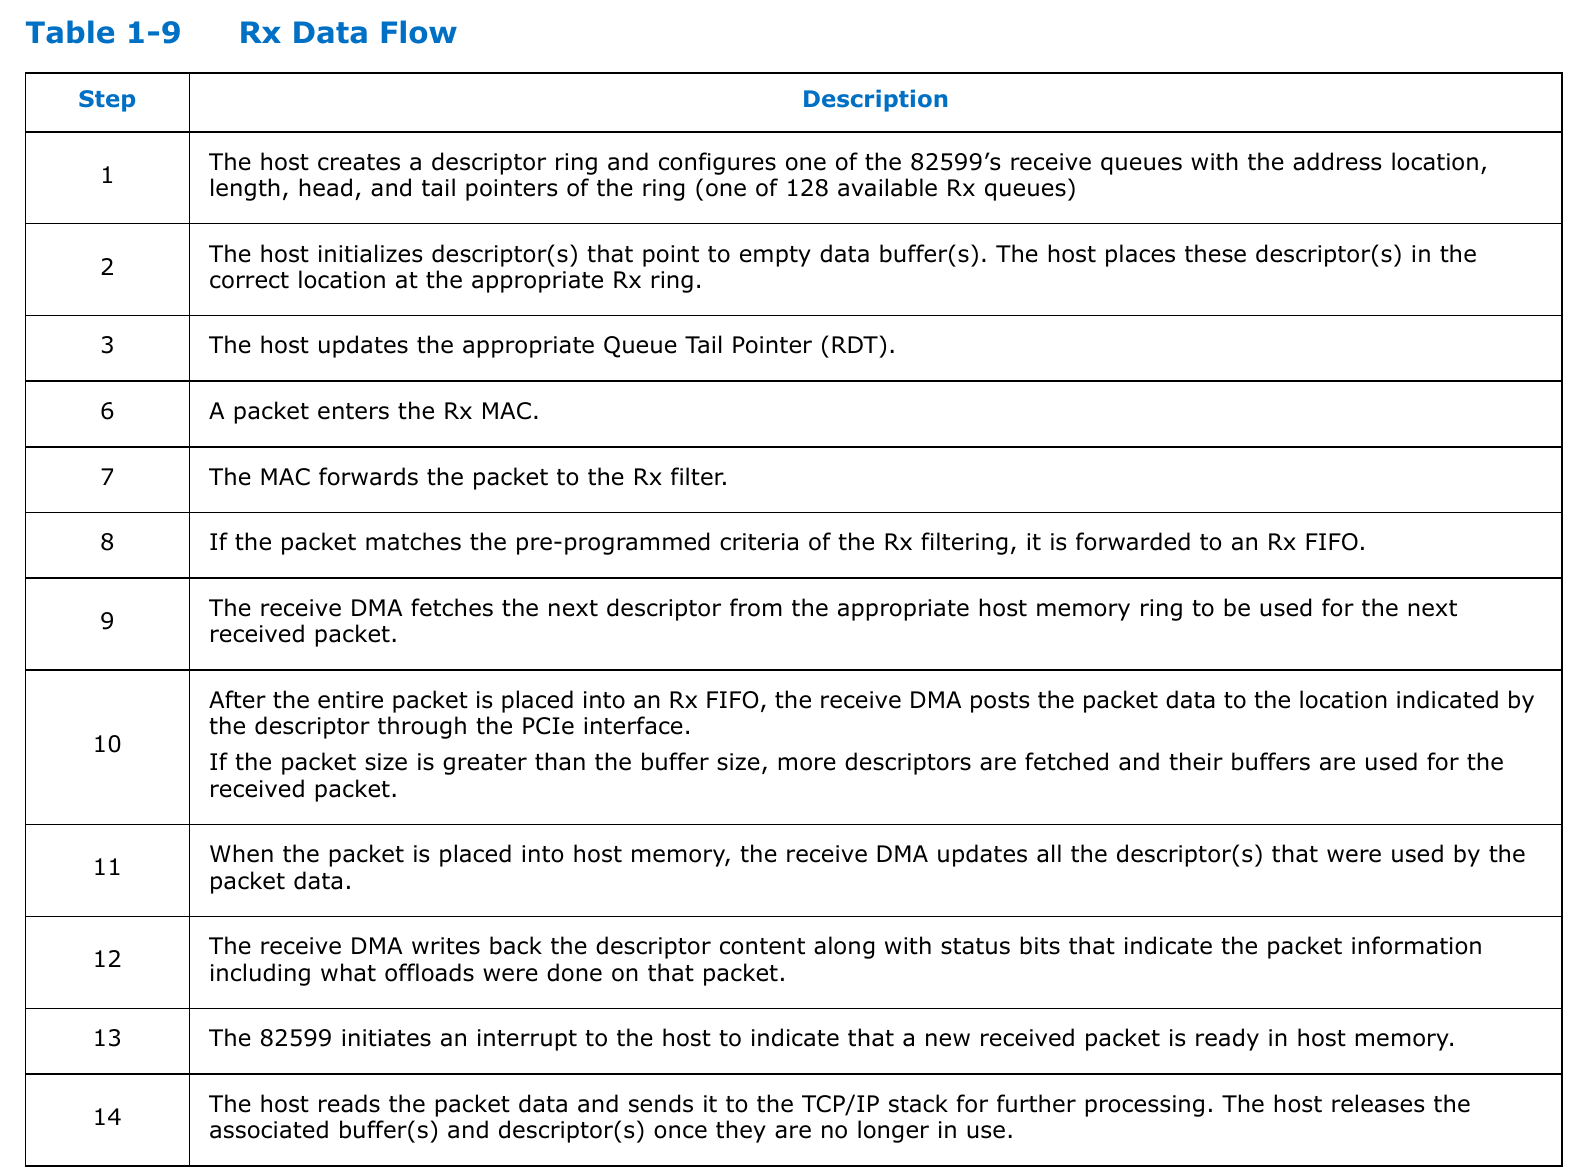 Table 1-9 Rx Data Flow
Step Description
1 The host creates a descriptor ring and configures one of the 82599’s receive queues with the address location,
length, head, and tail pointers of the ring (one of 128 available Rx queues)
2 The host initializes descriptor(s) that point to empty data buffer(s). The host places these descriptor(s) in the
correct location at the appropriate Rx ring.
3 The host updates the appropriate Queue Tail Pointer (RDT).
6 A packet enters the Rx MAC.
7 The MAC forwards the packet to the Rx filter.
8 If the packet matches the pre-programmed criteria of the Rx filtering, it is forwarded to an Rx FIFO.
9 The receive DMA fetches the next descriptor from the appropriate host memory ring to be used for the next
received packet.
10 After the entire packet is placed into an Rx FIFO, the receive DMA posts the packet data to the location indicated by
the descriptor through the PCIe interface.
If the packet size is greater than the buffer size, more descriptors are fetched and their buffers are used for the
received packet.
11 When the packet is placed into host memory, the receive DMA updates all the descriptor(s) that were used by the
packet data.
12 The receive DMA writes back the descriptor content along with status bits that indicate the packet information
including what offloads were done on that packet.
13 The 82599 initiates an interrupt to the host to indicate that a new received packet is ready in host memory.
14 The host reads the packet data and sends it to the TCP/IP stack for further processing. The host releases the
associated buffer(s) and descriptor(s) once they are no longer in use.